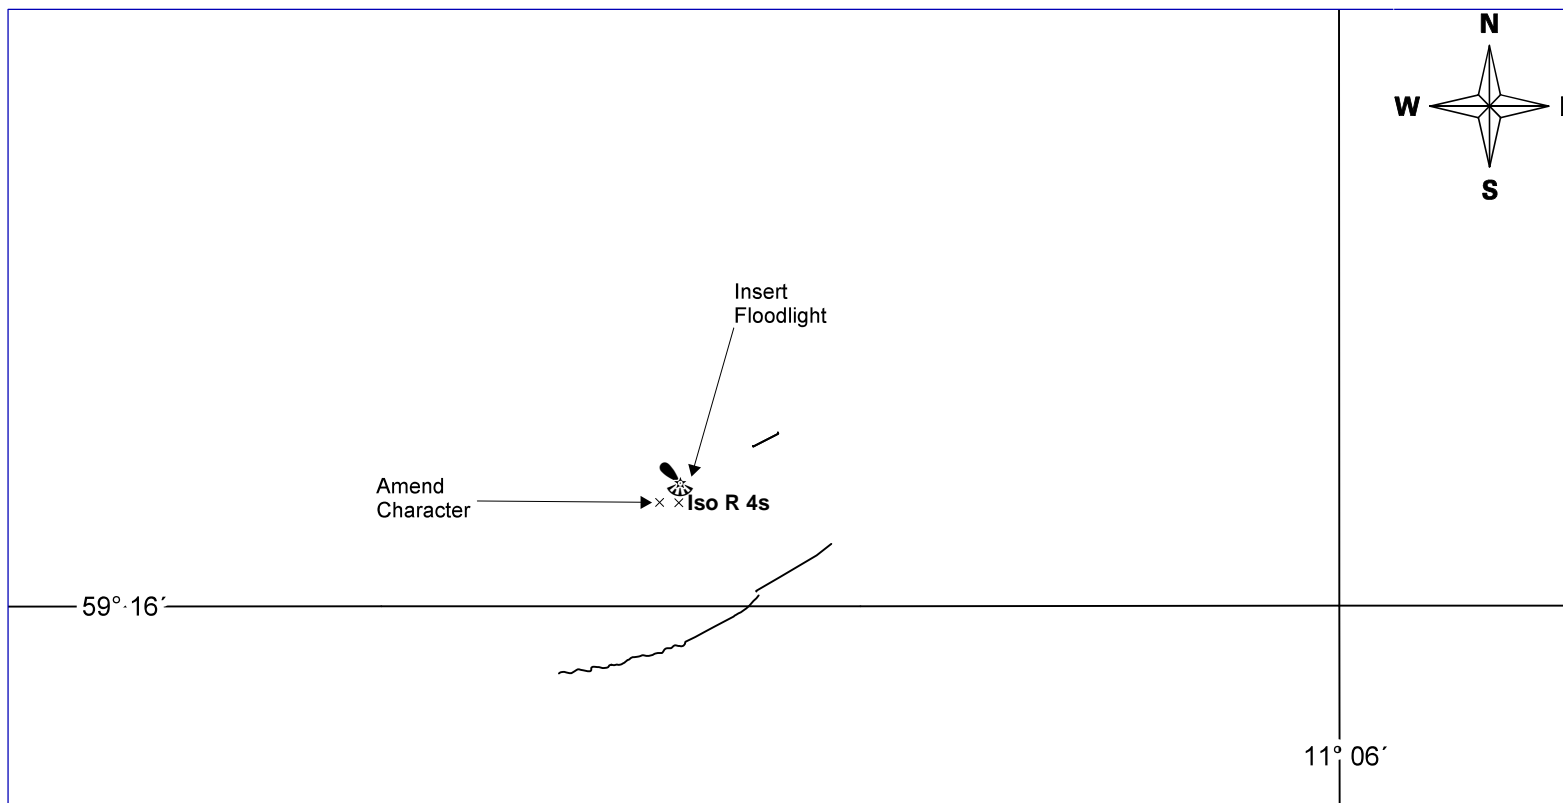 N
W
S
Insert
Floodlight
Amend
Character
Iso R 4s
59° 16´
11° 06´